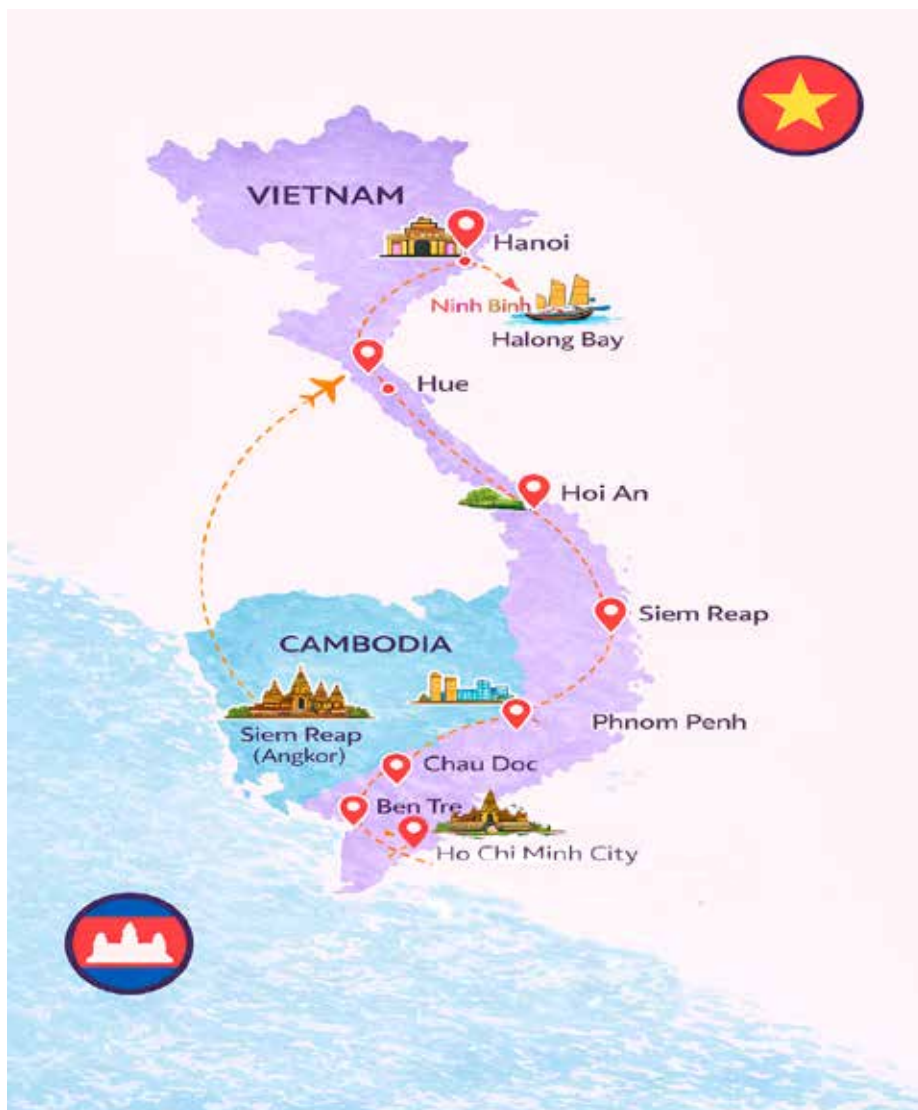 VIETNAM
Hanoi
Ninh Binh
Halong Bay
Hue
Hoi An
Siem Reap
CAMBODIA
Siem Reap
(Angkor)
Phnom Penh
Chau Doc
Ben Tre
Ho Chi Minh City